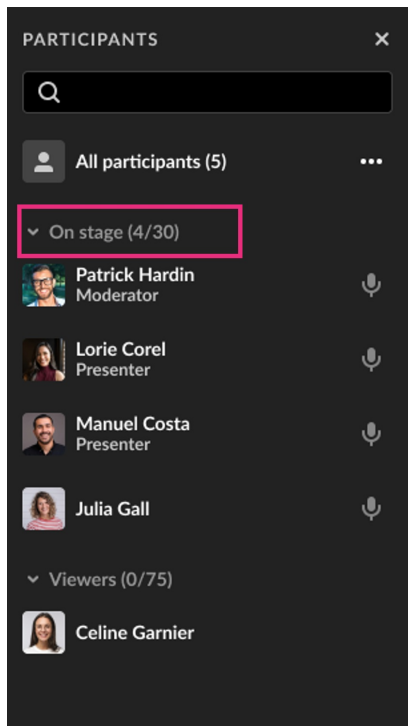 PARTICIPANTS
All participants (5)
On stage (4/30)
Patrick Hardin
Moderator
Lorie Corel
Presenter
Manuel Costa
Presenter
Julia Gall
Viewers (0/75)
Celine Garnier